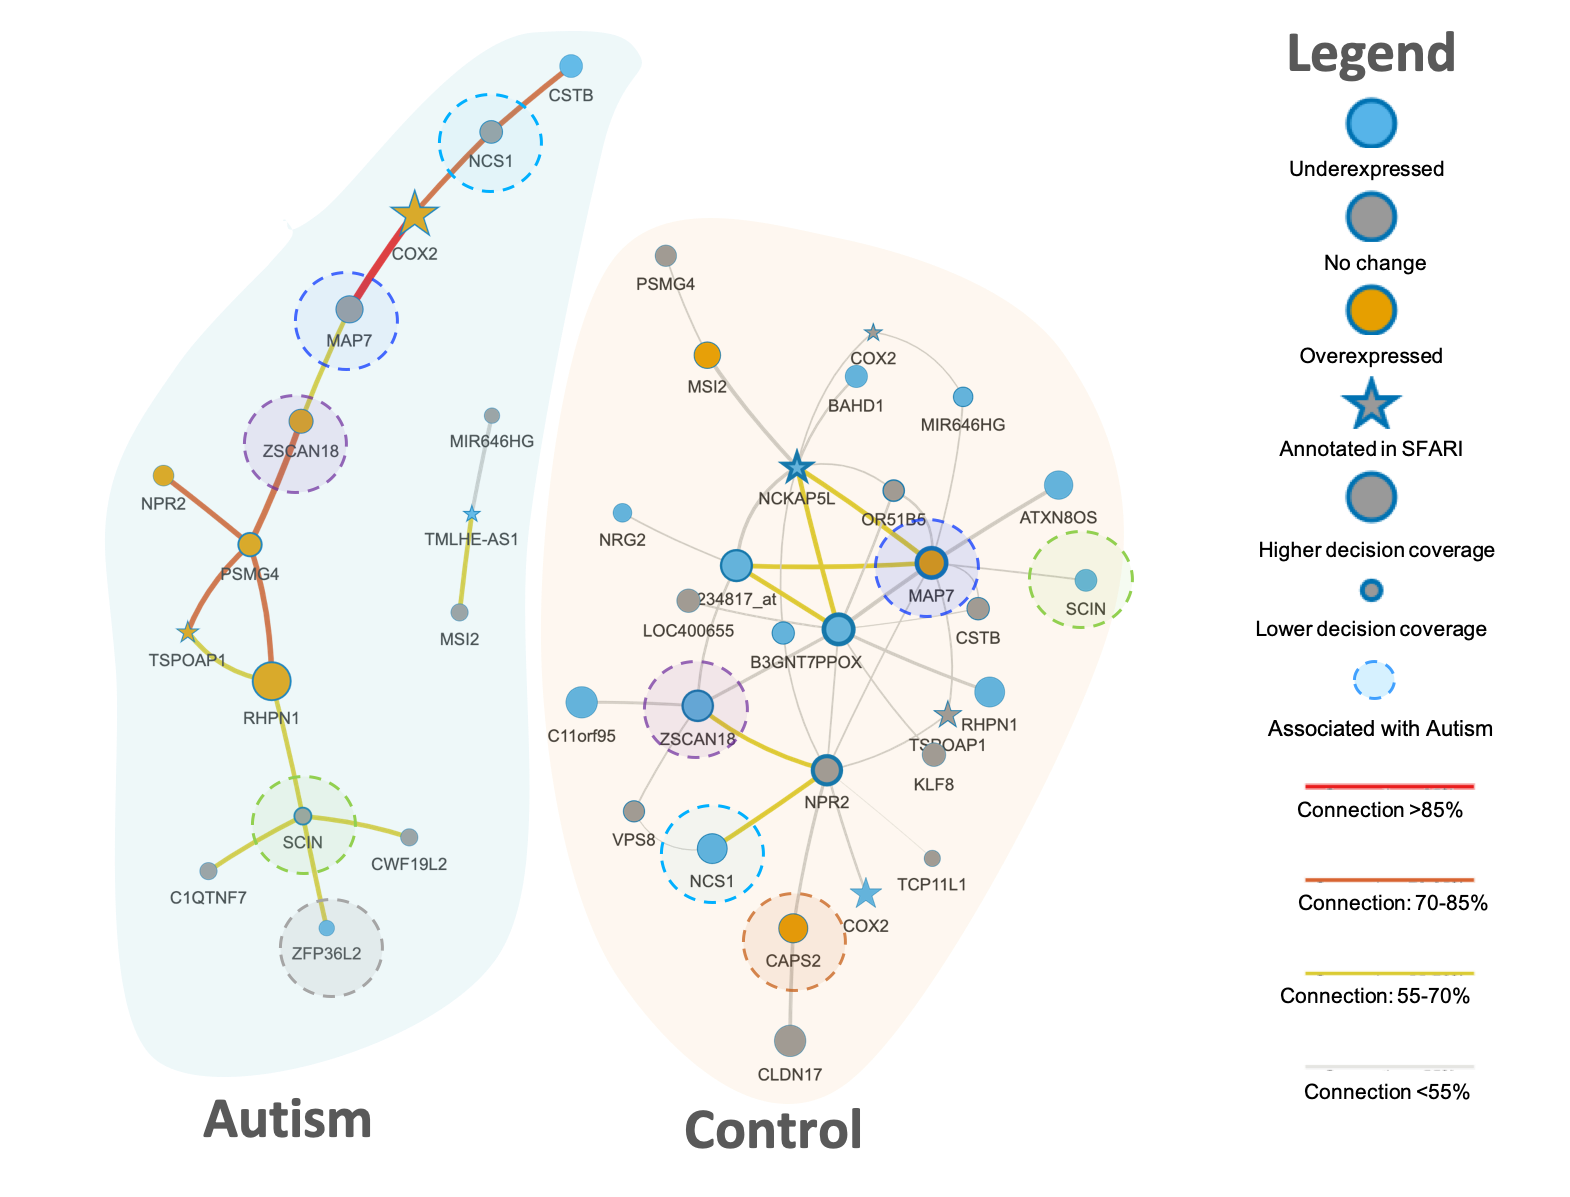 CSTB
NCS1
COX2
MAP7
ZSCAN18
NPR2
PSMG4
TSPOAP1
RHPN1
SCIN
CWF19L2
C1QTNF7
ZFP36L2
MIR646HG
TMLHE-AS1
MSI2
Autism
PSMG4
MSI2
COX2
BAHD1
MIR646HG
NCKAP5L
OR51B5
ATXN8OS
NRG2
234817_at
MAP7
SCIN
LOC400655
CSTB
B3GNT7
PPOX
C11orf95
ZSCAN18
RHPN1
TSPOAP1
KLF8
NPR2
VPS8
NCS1
TCP11L1
COX2
CAPS2
CLDN17
Control
Legend
Underexpressed
No change
Overexpressed
Annotated in SFARI
Higher decision coverage
Lower decision coverage
Associated with Autism
Connection >85%
Connection: 70-85%
Connection: 55-70%
Connection <55%